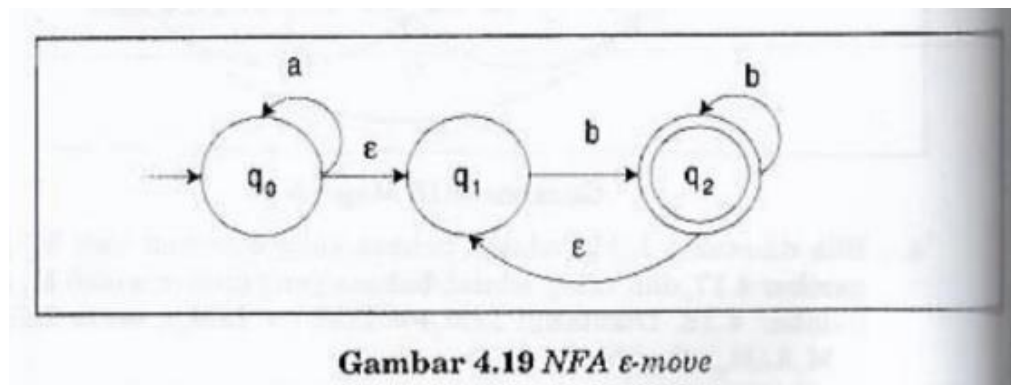 a
b
ε
b
q₀
q₁
q₂
ε
Gambar 4.19 NFA ε-move